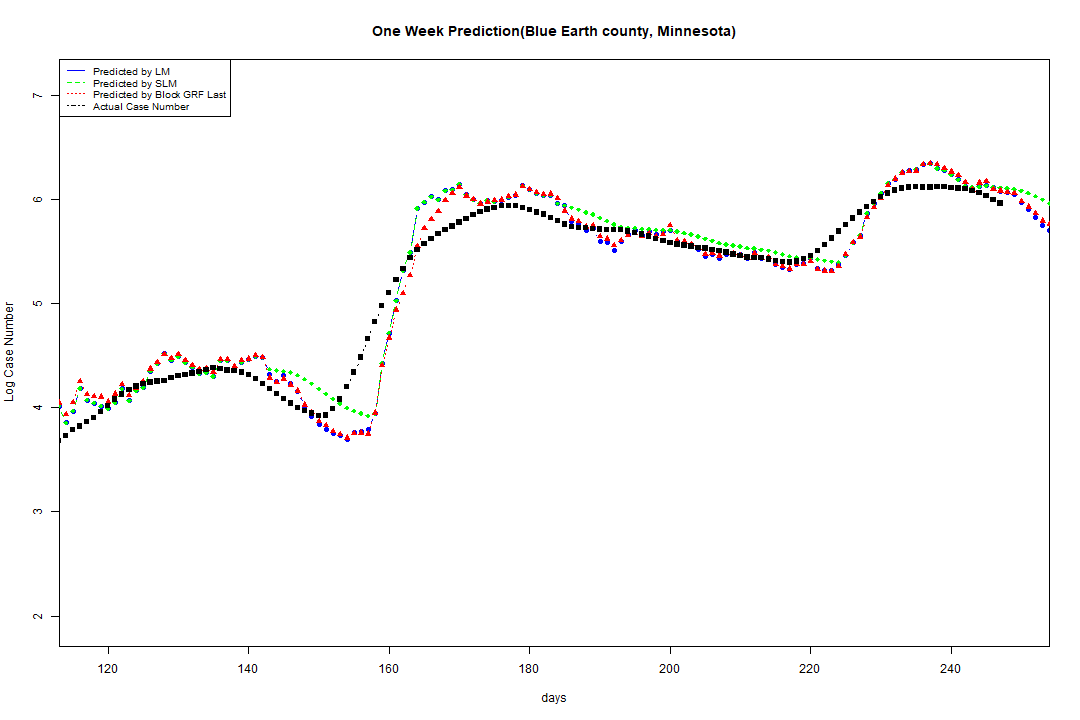 One Week Prediction(Blue Earth county, Minnesota)
Predicted by LM
Predicted by SLM
Predicted by Block GRF Last
Actual Case Number
7
6
5
4
3
2
Log Case Number
120 140 160 180 200 220 240
days